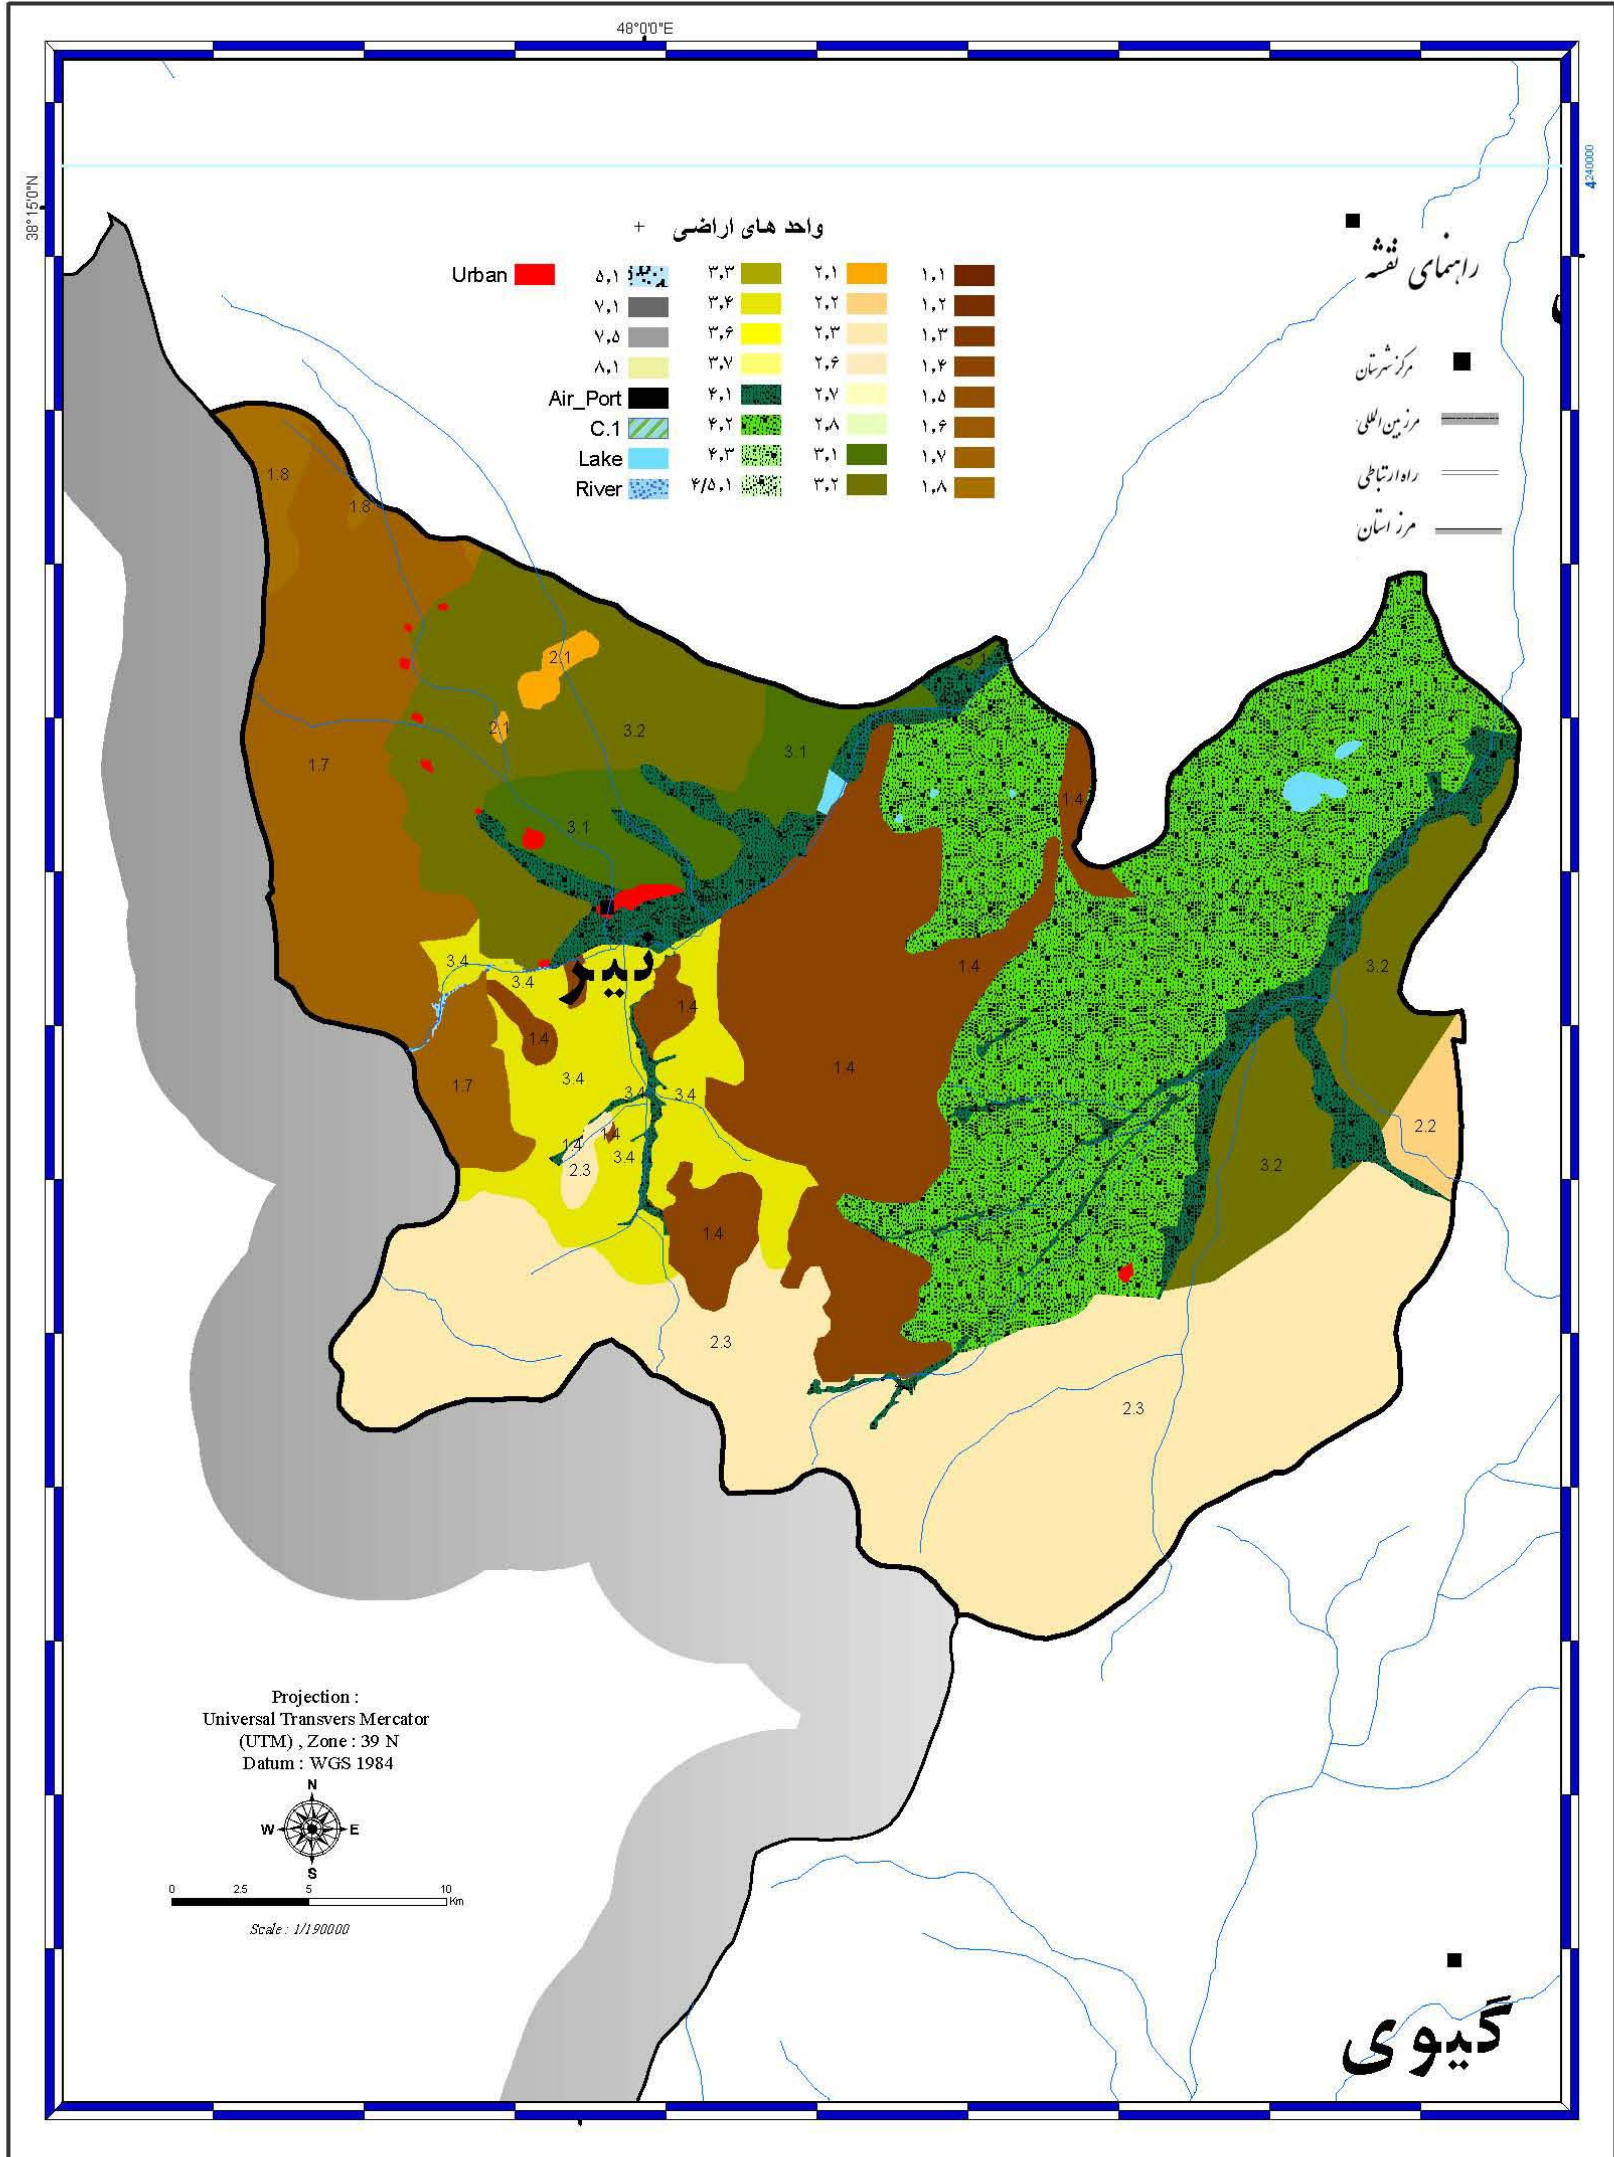 48°0'0"E
38°15'0"N
4240000
واحد های اراضی +
راهنمای نقشه
Urban ۵,۱ ۳,۳ ۲,۱ ۱,۱
۷,۱ ۳,۴ ۲,۲ ۱,۲
۷,۵ ۳,۶ ۲,۳ ۱,۳
۸,۱ ۳,۷ ۲,۶ ۱,۴
Air_Port ۴,۱ ۲,۷ ۱,۵
C.1 ۴,۲ ۲,۸ ۱,۶
Lake ۴,۳ ۳,۱ ۱,۷
River ۴/۵,۱ ۳,۲ ۱,۸
مرکز شهرستان
مرز بین المللی
راه ارتباطی
مرز استان
1.8
1.8
2.1
2.1
3.2
3.1
1.7
1.4
3.1
3.4
3.4
نیر
1.4
3.2
1.4
1.4
1.4
3.4
1.7
3.4
3.4
2.2
1.4
1.4
3.4
2.3
3.2
1.4
2.3
2.3
Projection :
Universal Transvers Mercator
(UTM) , Zone : 39 N
Datum : WGS 1984
N
W E
S
0 2.5 5 10
Km
Scale : 1/190000
گیوی